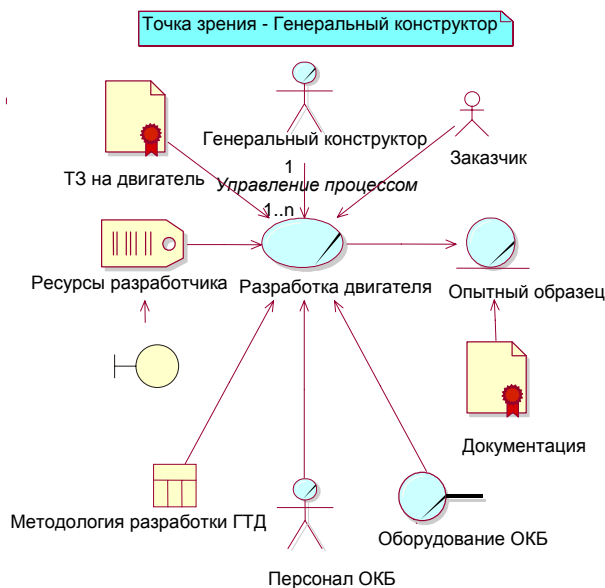 Точка зрения - Генеральный конструктор
Генеральный конструктор
Заказчик
ТЗ на двигатель
1
Управление процессом
1..n
Ресурсы разработчика
Разработка двигателя
Опытный образец
Документация
Методология разработки ГТД
Оборудование ОКБ
Персонал ОКБ